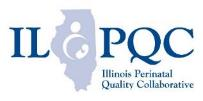 IL PQC
Illinois Perinatal
Quality Collaborative